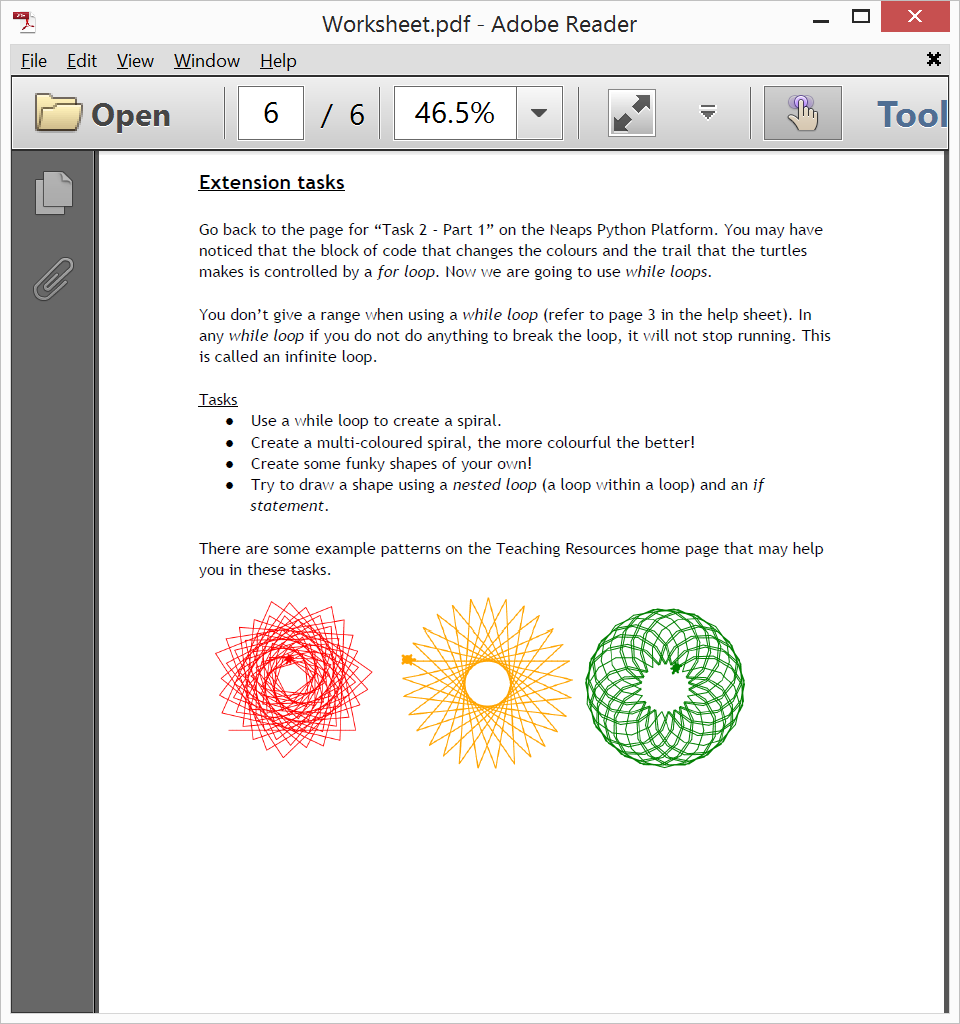 Worksheet.pdf - Adobe Reader
File Edit View Window Help
Open 6 / 6 46.5% Tool
Extension tasks
Go back to the page for “Task 2 - Part 1” on the Neaps Python Platform. You may have
noticed that the block of code that changes the colours and the trail that the turtles
makes is controlled by a for loop. Now we are going to use while loops.
You don’t give a range when using a while loop (refer to page 3 in the help sheet). In
any while loop if you do not do anything to break the loop, it will not stop running. This
is called an infinite loop.
Tasks
● Use a while loop to create a spiral.
● Create a multi-coloured spiral, the more colourful the better!
● Create some funky shapes of your own!
● Try to draw a shape using a nested loop (a loop within a loop) and an if
statement.
There are some example patterns on the Teaching Resources home page that may help
you in these tasks.